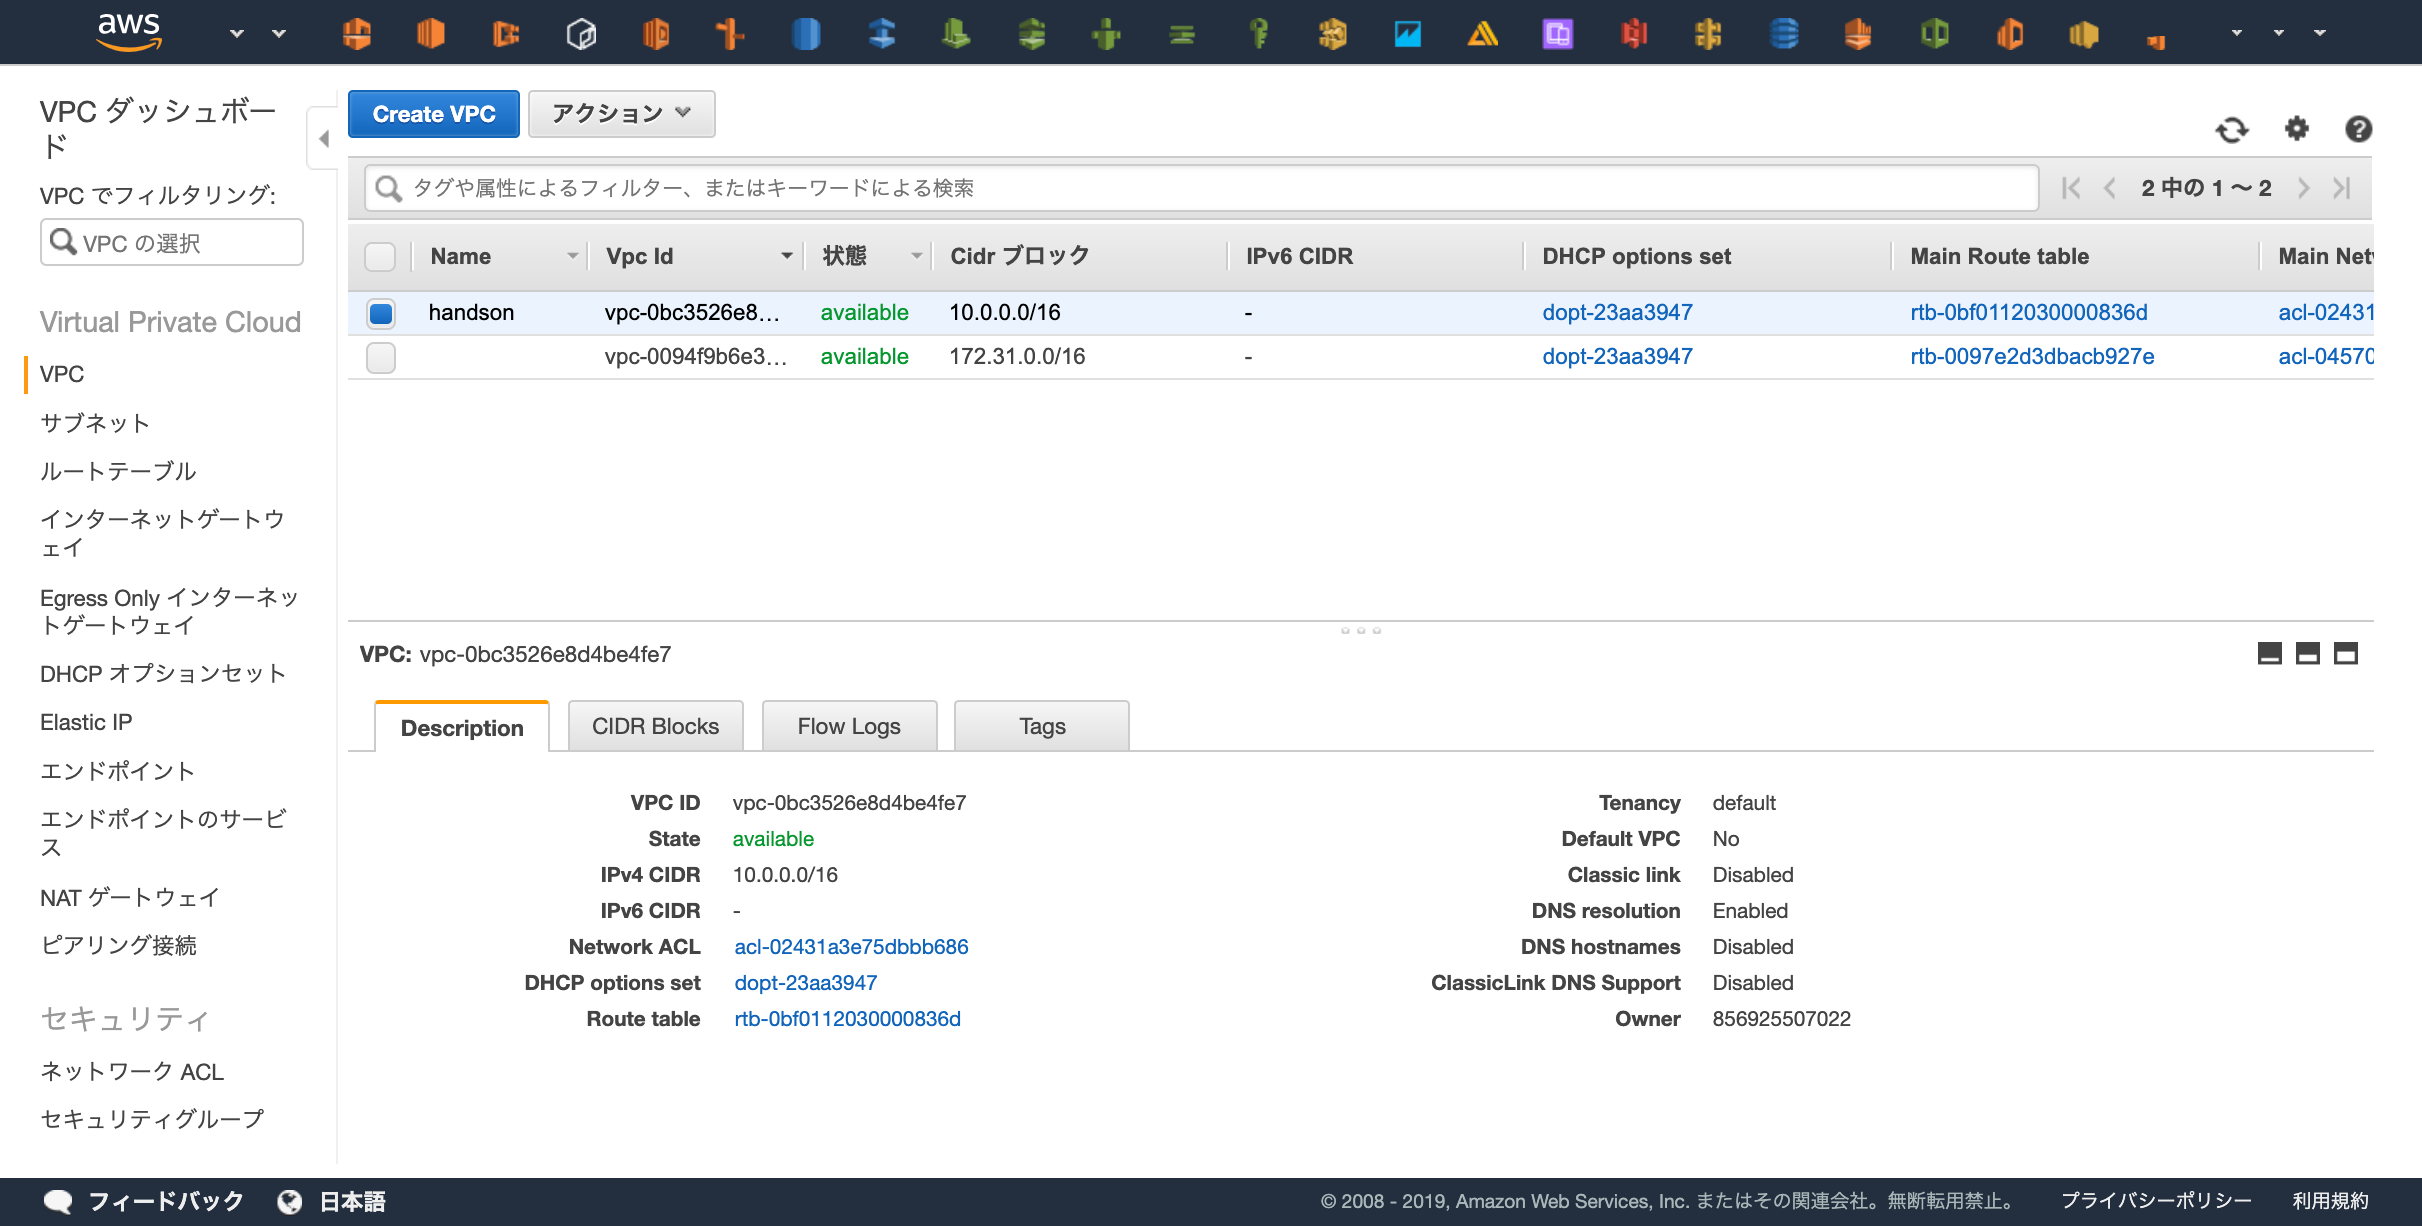 aws
VPC ダッシュボー
ド
VPC でフィルタリング:
VPC の選択
Virtual Private Cloud
VPC
サブネット
ルートテーブル
インターネットゲートウ
ェイ
Egress Only インターネッ
トゲートウェイ
DHCP オプションセット
Elastic IP
エンドポイント
エンドポイントのサービ
ス
NAT ゲートウェイ
ピアリング接続
セキュリティ
ネットワーク ACL
セキュリティグループ
Create VPC アクション
タグや属性によるフィルター、またはキーワードによる検索 2 中の 1 ～ 2
Name Vpc Id 状態 Cidr ブロック IPv6 CIDR DHCP options set Main Route table Main Net
handson vpc-0bc3526e8... available 10.0.0.0/16 - dopt-23aa3947 rtb-0bf0112030000836d acl-02431
vpc-0094f9b6e3... available 172.31.0.0/16 - dopt-23aa3947 rtb-0097e2d3dbacb927e acl-04570
VPC: vpc-0bc3526e8d4be4fe7
Description CIDR Blocks Flow Logs Tags
VPC ID vpc-0bc3526e8d4be4fe7 Tenancy default
State available Default VPC No
IPv4 CIDR 10.0.0.0/16 Classic link Disabled
IPv6 CIDR - DNS resolution Enabled
Network ACL acl-02431a3e75dbbb686 DNS hostnames Disabled
DHCP options set dopt-23aa3947 ClassicLink DNS Support Disabled
Route table rtb-0bf0112030000836d Owner 856925507022
フィードバック 日本語 © 2008 - 2019, Amazon Web Services, Inc. またはその関連会社。無断転用禁止。 プライバシーポリシー 利用規約